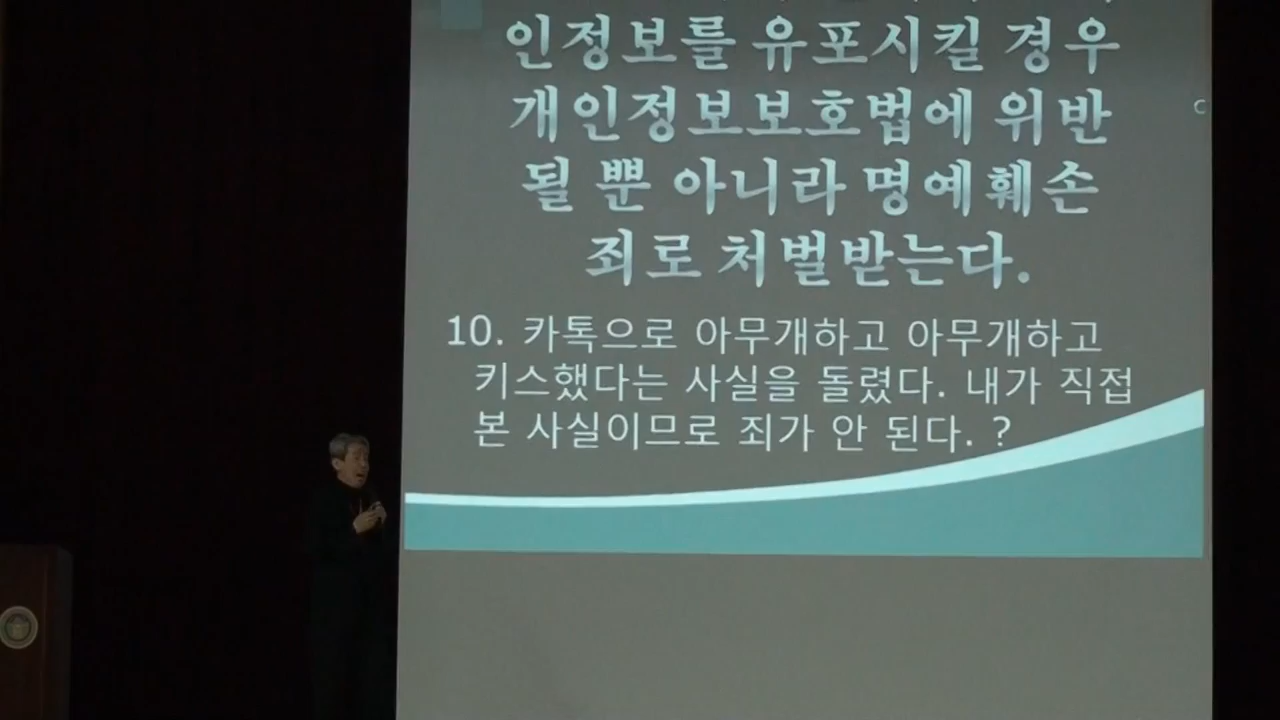 인정보를 유포시킬 경우
개인정보보호법에 위반
될 뿐 아니라 명예훼손
죄로 처벌받는다.
10. 카톡으로 아무개하고 아무개하고
키스했다는 사실을 돌렸다. 내가 직접
본 사실이므로 죄가 안 된다. ?